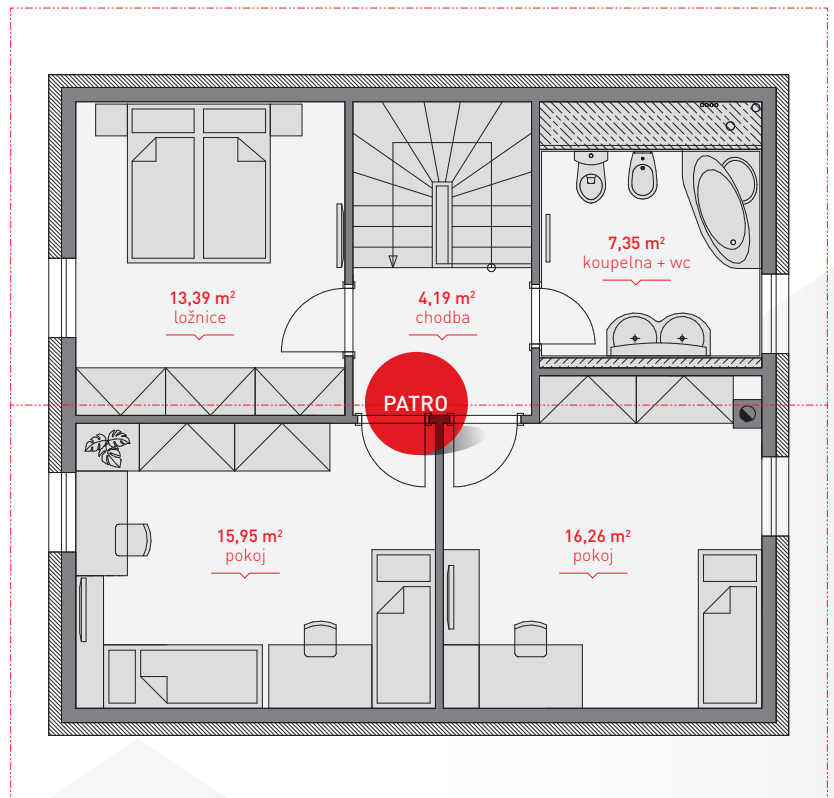 7,35 m²
koupelna + wc
13,39 m²
ložnice
4,19 m²
chodba
PATRO
15,95 m²
pokoj
16,26 m²
pokoj